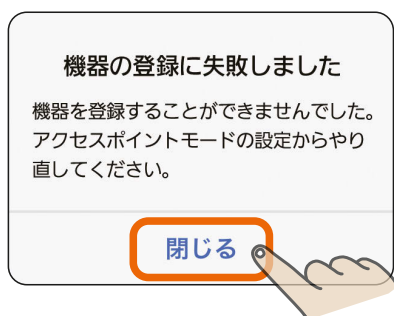 機器の登録に失敗しました
機器を登録することができませんでした。
アクセスポイントモードの設定からやり
直してください。
閉じる